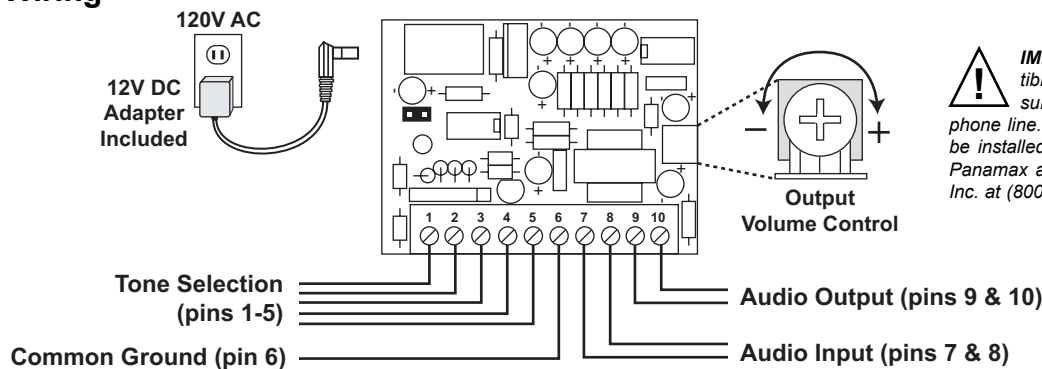 Wiring
120V AC
12V DC
Adapter
Included
1 2 3 4 5 6 7 8 9 10
Output
Volume Control
Tone Selection
(pins 1-5)
Common Ground (pin 6)
Audio Output (pins 9 & 10)
Audio Input (pins 7 & 8)
phone line.
be installed
Panamax a
Inc. at (800